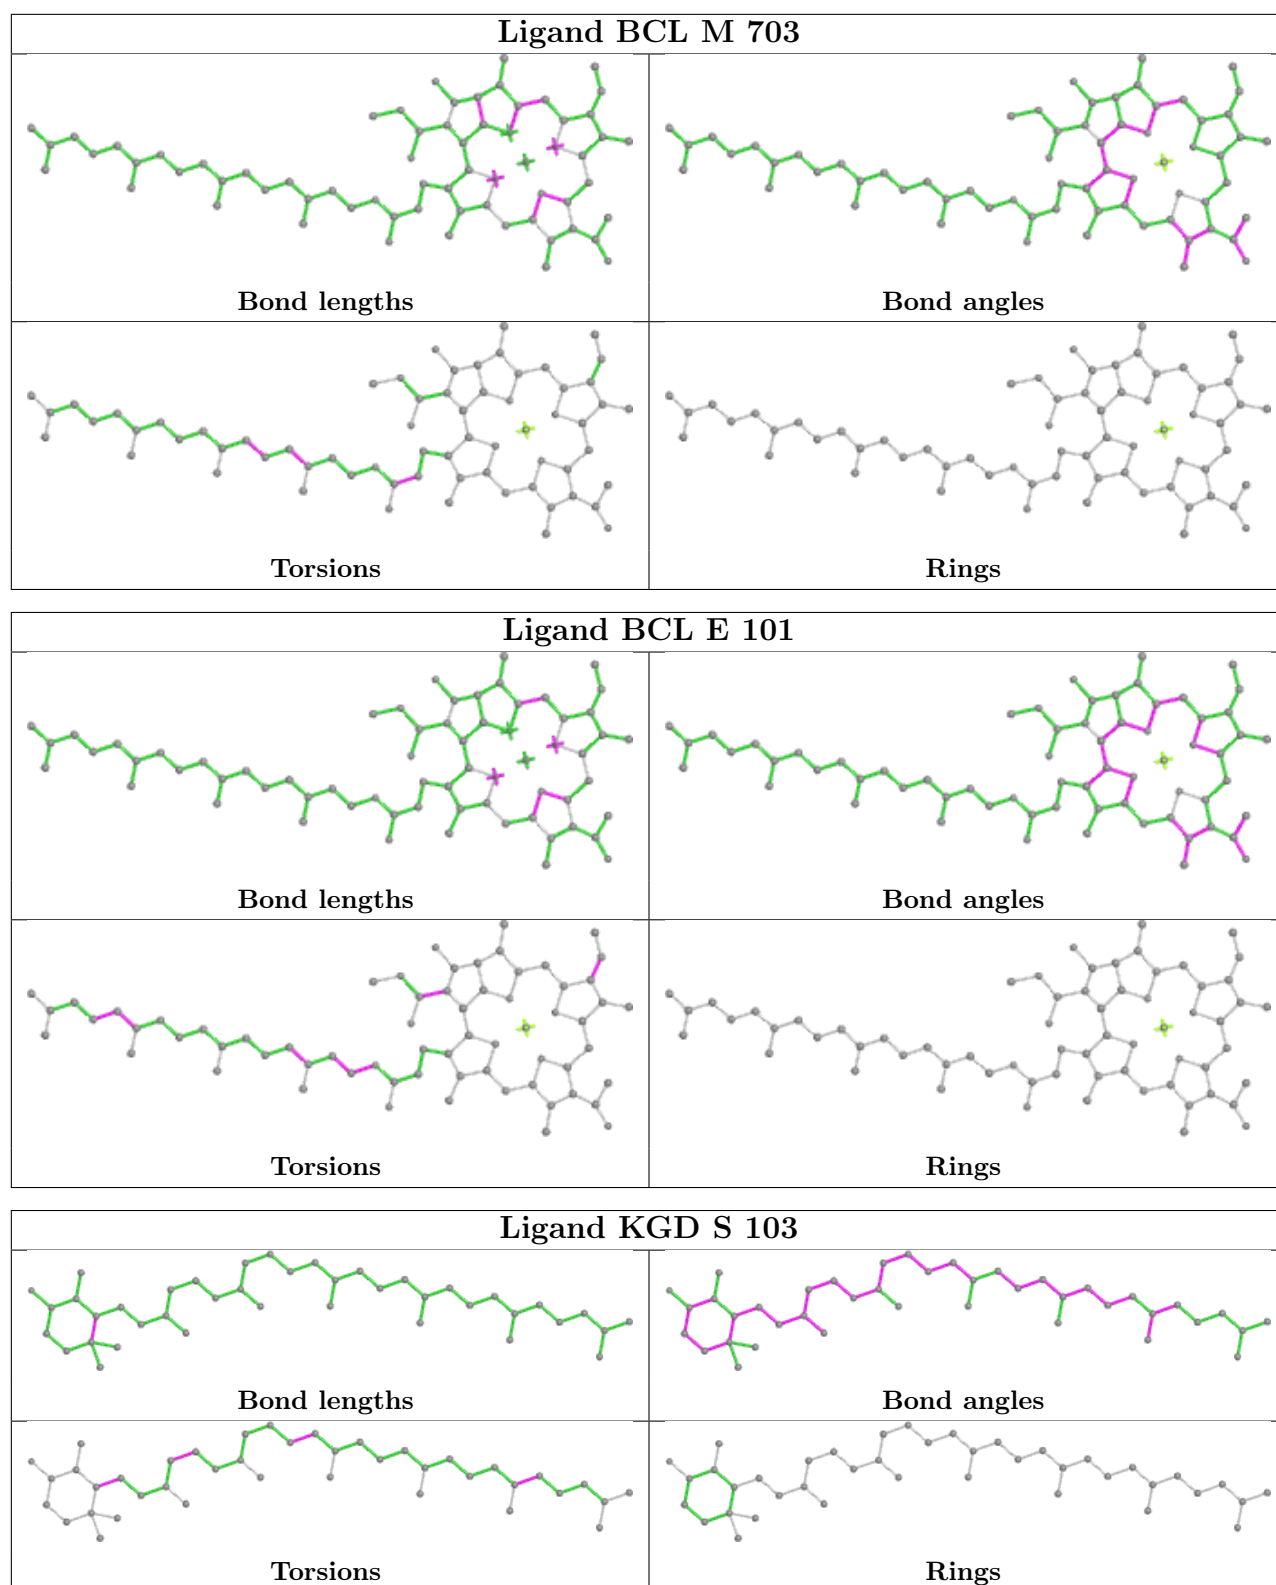 Ligand BCL M 703
Bond lengths
Bond angles
Torsions
Rings
Ligand BCL E 101
Bond lengths
Bond angles
Torsions
Rings
Ligand KGD S 103
Bond lengths
Bond angles
Torsions
Rings